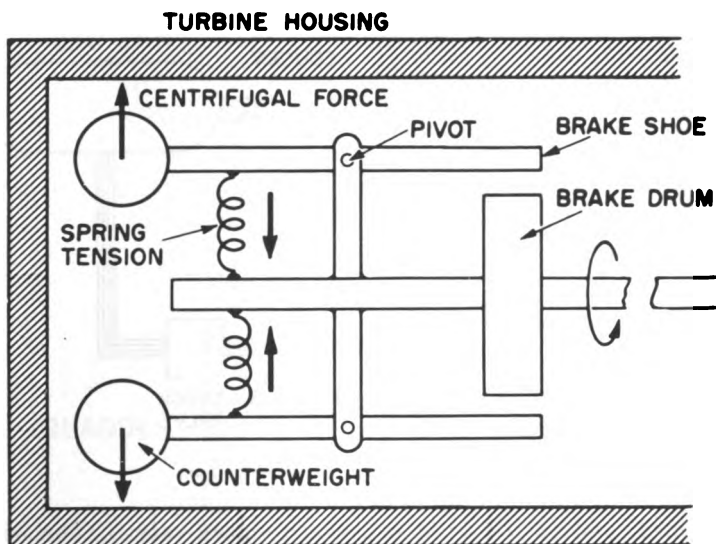 TURBINE HOUSING
CENTRIFUGAL FORCE
PIVOT
BRAKE SHOE
BRAKE DRUM
SPRING
TENSION
COUNTERWEIGHT